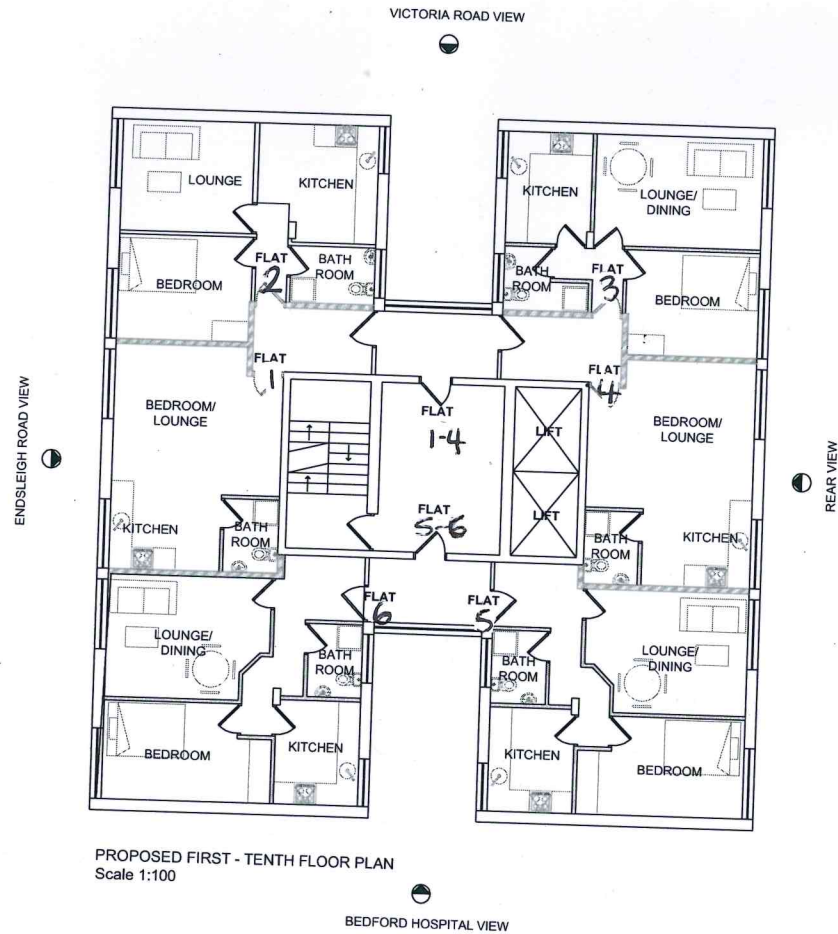 VICTORIA ROAD VIEW
LOUNGE
KITCHEN
KITCHEN
LOUNGE/
DINING
BEDROOM
FLAT
2
BATH
ROOM
BATH
ROOM
FLAT
3
BEDROOM
FLAT
1
FLAT
4
BEDROOM/
LOUNGE
FLAT
1-4
LIFT
BEDROOM/
LOUNGE
ENDSLEIGH ROAD VIEW
REAR VIEW
KITCHEN
BATH
ROOM
FLAT
5-6
LIFT
BATH
ROOM
KITCHEN
LOUNGE/
DINING
FLAT
6
FLAT
5
LOUNGE/
DINING
BATH
ROOM
BATH
ROOM
BEDROOM
KITCHEN
KITCHEN
BEDROOM
PROPOSED FIRST - TENTH FLOOR PLAN
Scale 1:100
BEDFORD HOSPITAL VIEW